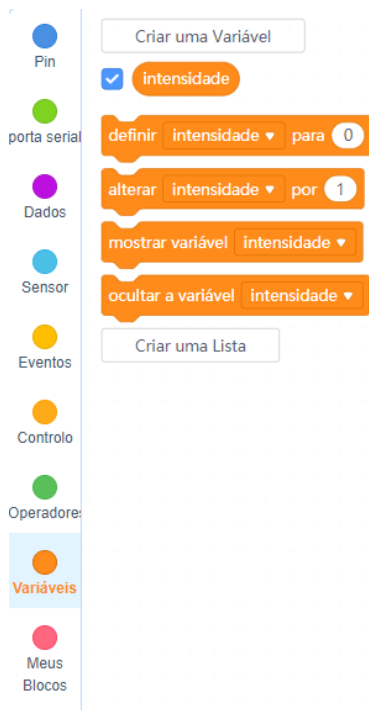 Pin
porta serial
Dados
Sensor
Eventos
Controlo
Operadores
Variáveis
Meus
Blocos
Criar uma Variável
intensidade
definir intensidade para 0
alterar intensidade por 1
mostrar variável intensidade
ocultar a variável intensidade
Criar uma Lista